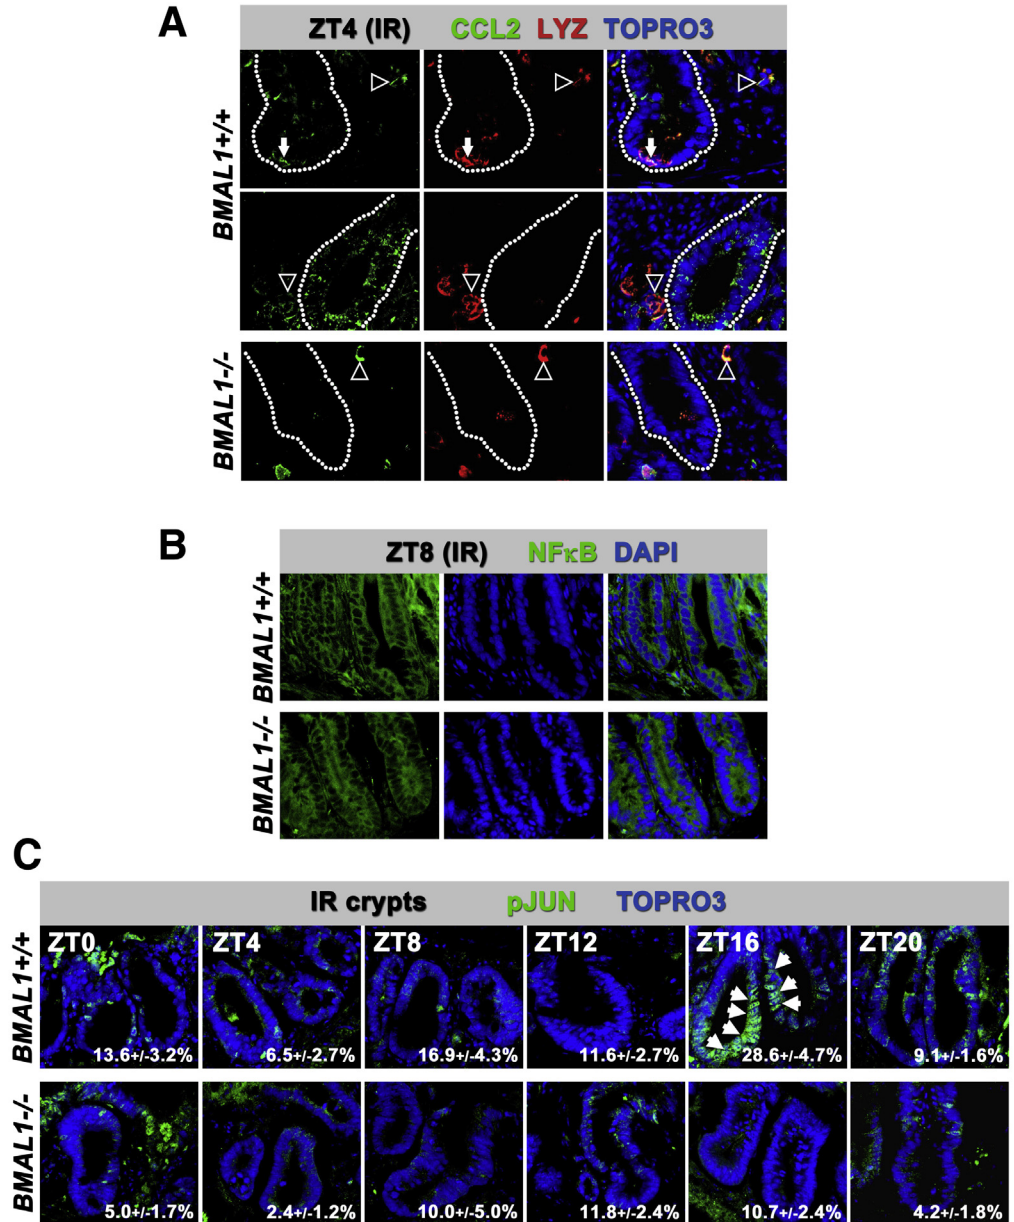 A
ZT4 (IR) CCL2 LYZ TOPRO3
BMAL1+/+
BMAL1-/-
B
ZT8 (IR) NFκB DAPI
BMAL1+/+
BMAL1-/-
C
IR crypts pJUN TOPRO3
BMAL1+/+
ZT0 ZT4 ZT8 ZT12 ZT16 ZT20
13.6+/-3.2% 6.5+/-2.7% 16.9+/-4.3% 11.6+/-2.7% 28.6+/-4.7% 9.1+/-1.6%
BMAL1-/-
5.0+/-1.7% 2.4+/-1.2% 10.0+/-5.0% 11.8+/-2.4% 10.7+/-2.4% 4.2+/-1.8%